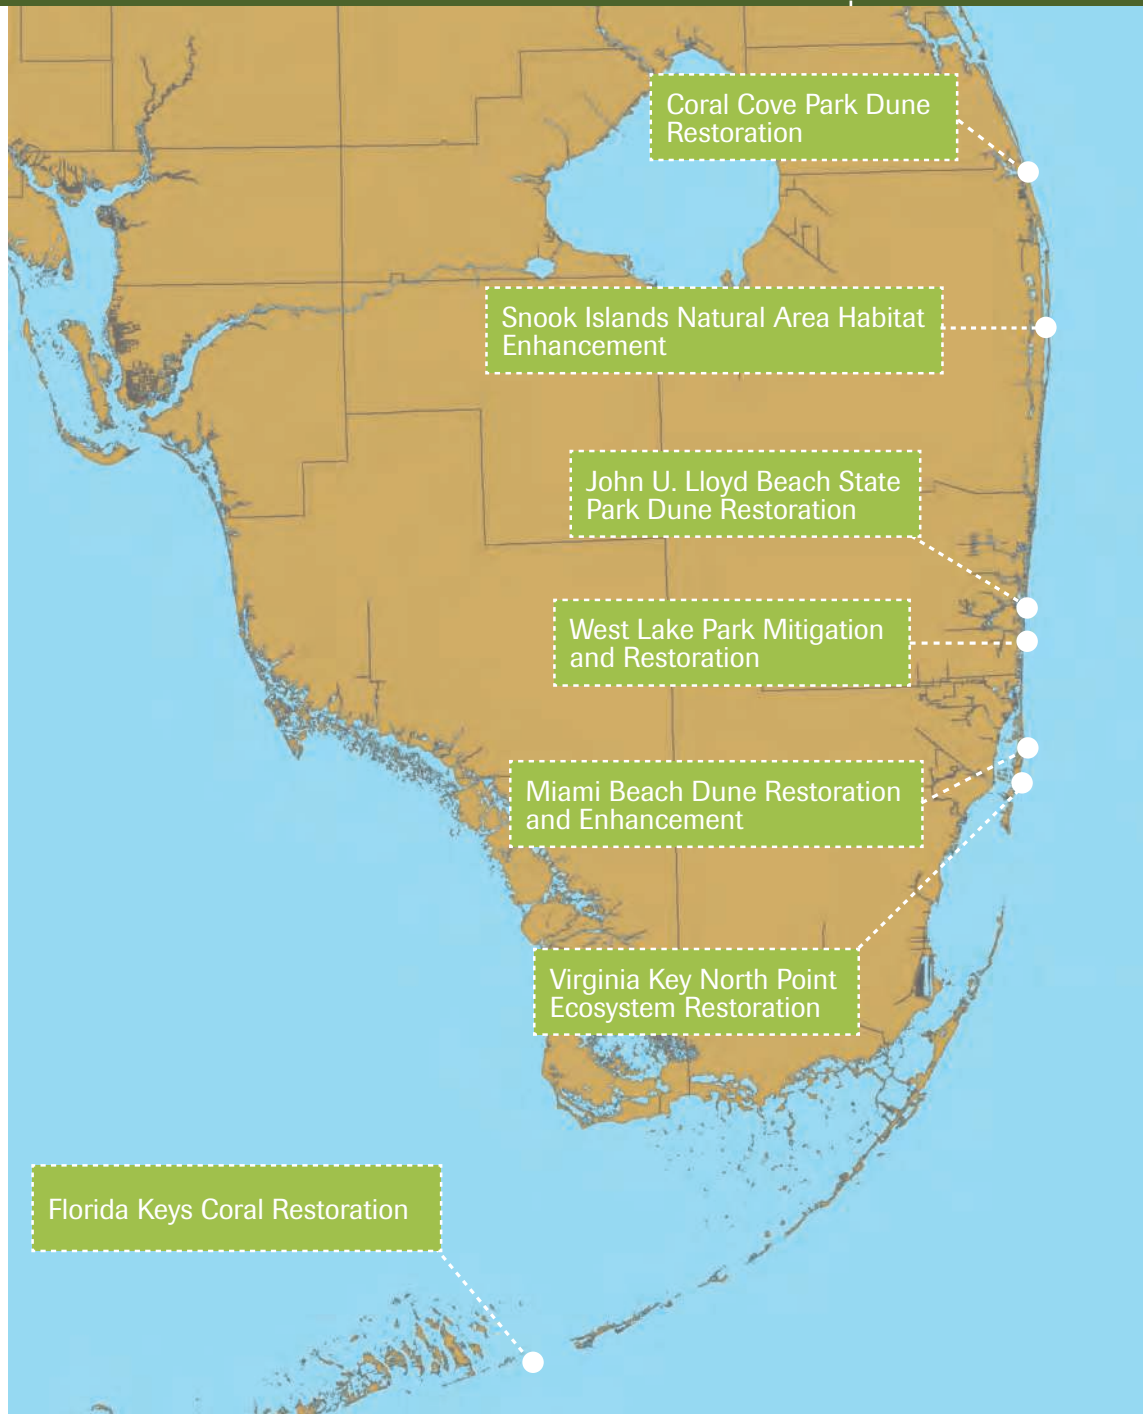 Coral Cove Park Dune
Restoration
Snook Islands Natural Area Habitat
Enhancement
John U. Lloyd Beach State
Park Dune Restoration
West Lake Park Mitigation
and Restoration
Miami Beach Dune Restoration
and Enhancement
Virginia Key North Point
Ecosystem Restoration
Florida Keys Coral Restoration